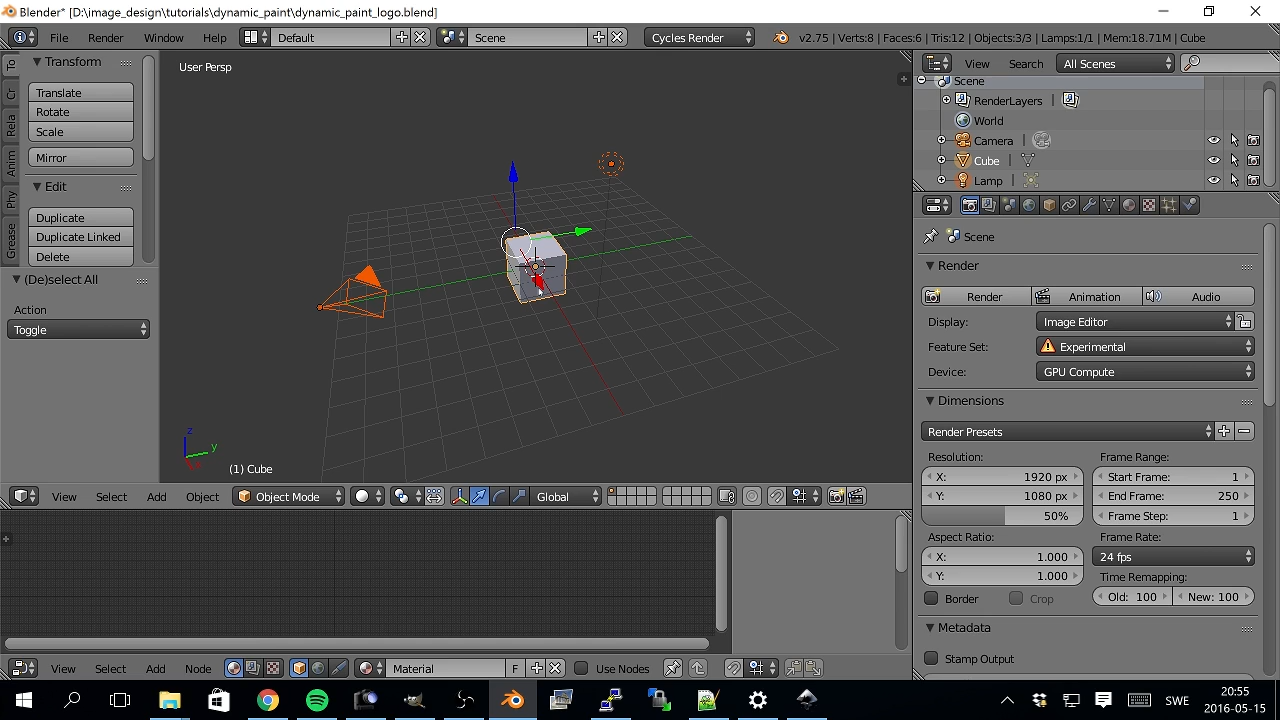 Blender* [D:\image_design\tutorials\dynamic_paint\dynamic_paint_logo.blend]
File Render Window Help Default Scene Cycles Render v2.75 | Verts:8 | Faces:6 | Tris:12 | Objects:3/3 | Lamps:1/1 | Mem:18.71M | Cube
To
Cr
Rela
Anim
Phy
Grease
Transform
Translate
Rotate
Scale
Mirror
Edit
Duplicate
Duplicate Linked
Delete
(De)select All
Action
Toggle
User Persp
z
y
(1) Cube
View Search All Scenes
Scene
RenderLayers
World
Camera
Cube
Lamp
Scene
Render
Render Animation Audio
Display: Image Editor
Feature Set: Experimental
Device: GPU Compute
Dimensions
Render Presets
Resolution: Frame Range:
X: 1920 px Start Frame: 1
Y: 1080 px End Frame: 250
50% Frame Step: 1
Aspect Ratio: Frame Rate:
X: 1.000 24 fps
Y: 1.000 Time Remapping:
Border Crop Old: 100 New: 100
Metadata
Stamp Output
View Select Add Object Object Mode Global
View Select Add Node Material F Use Nodes
SWE
20:55
2016-05-15